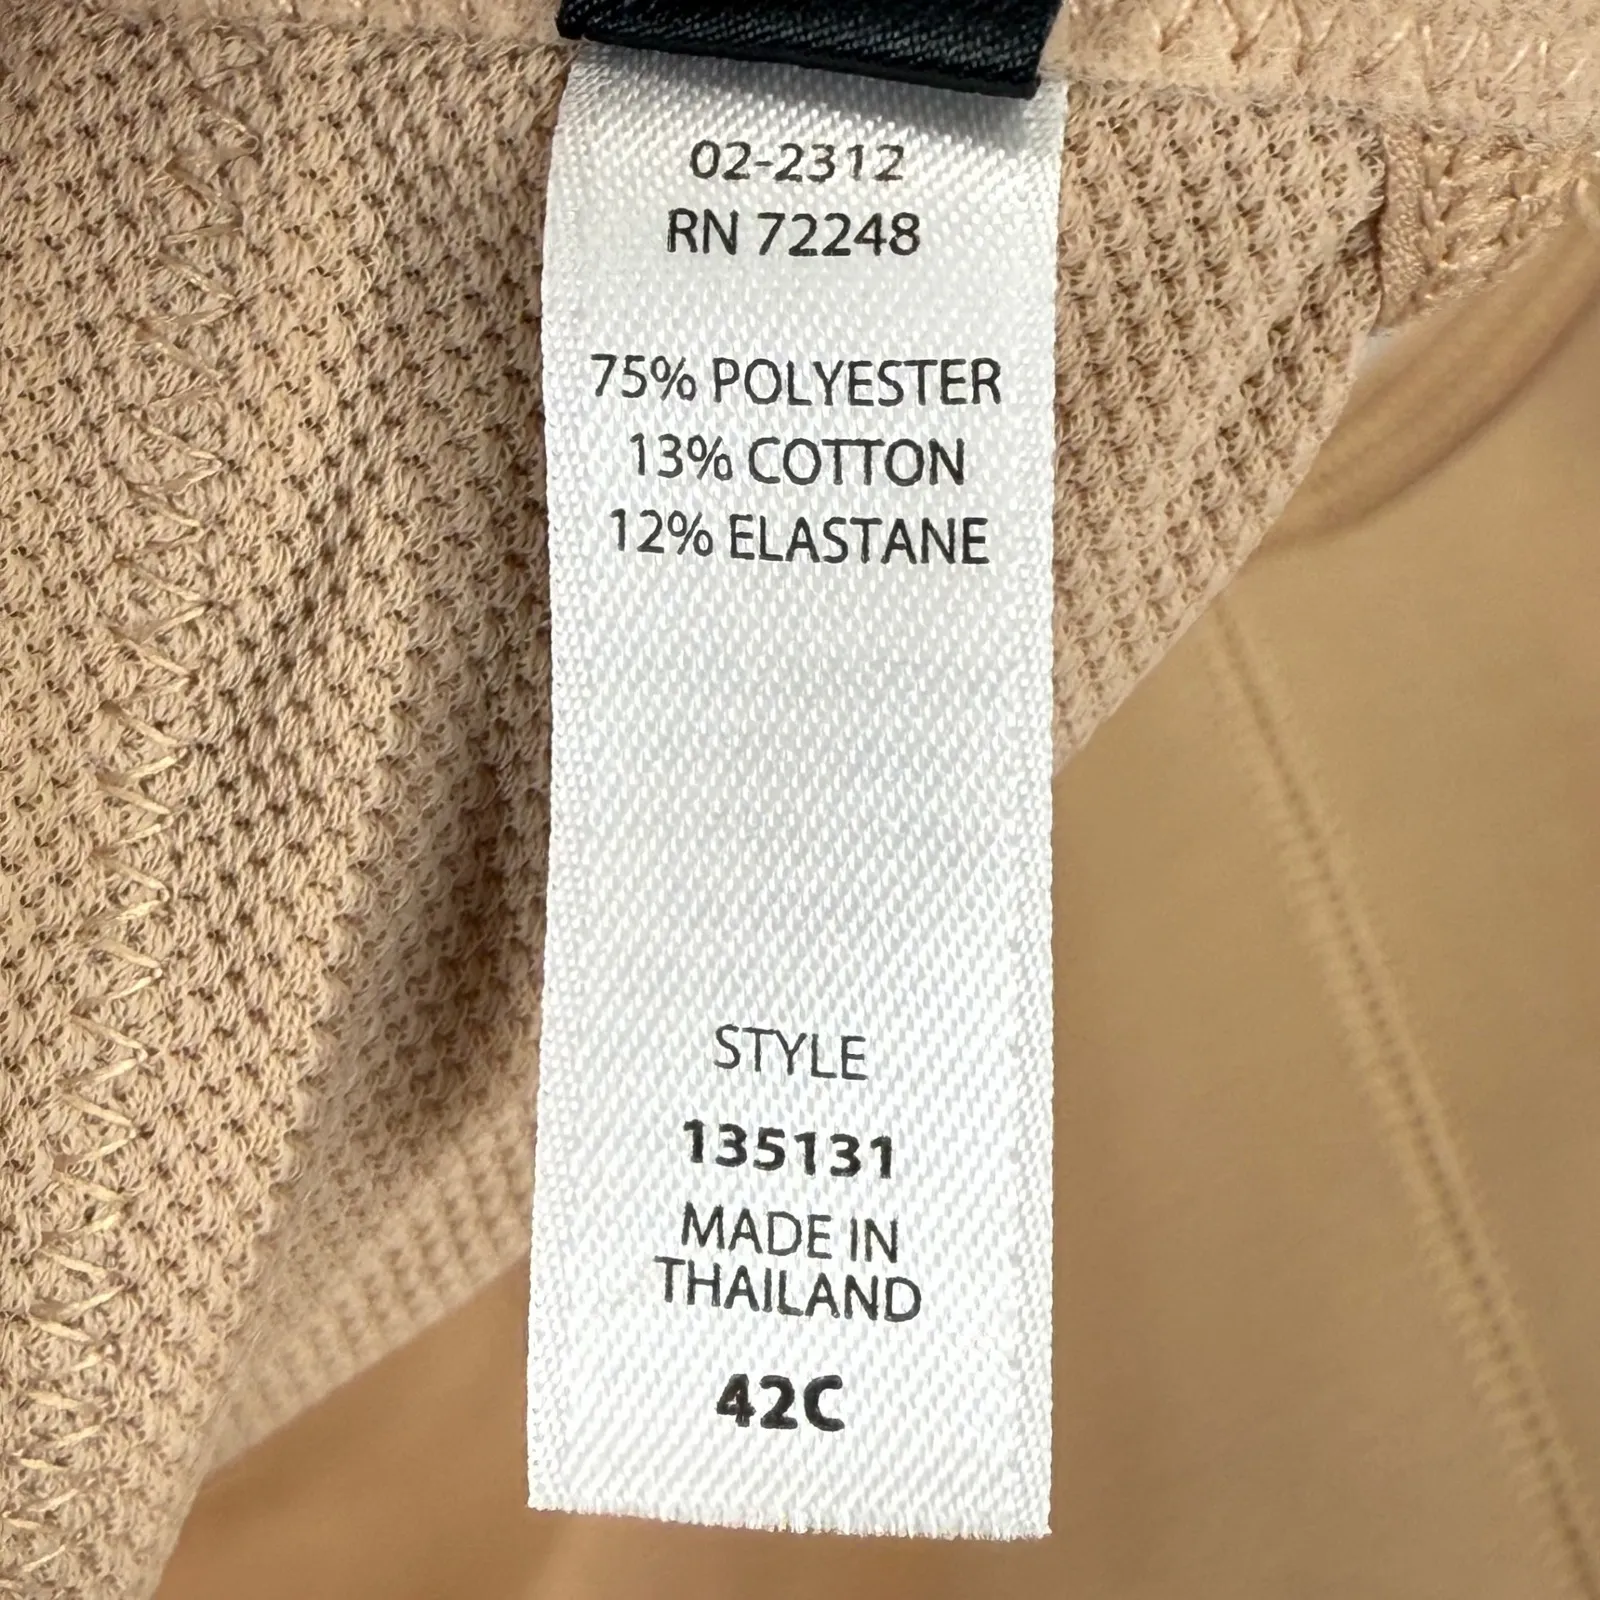 02-2312
RN 72248
75% POLYESTER
13% COTTON
12% ELASTANE
STYLE
135131
MADE IN
THAILAND
42C